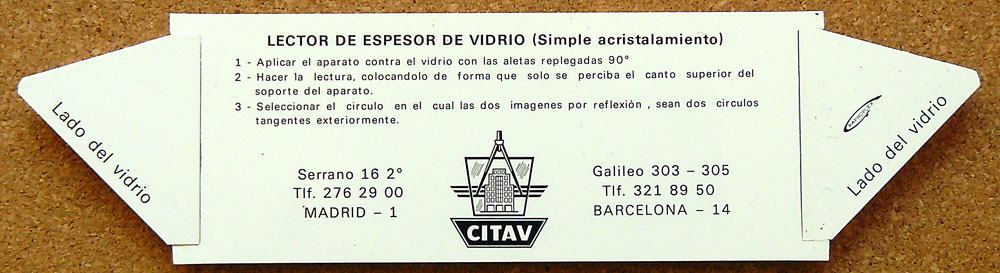 LECTOR DE ESPESOR DE VIDRIO (Simple acristalamiento)
1 - Aplicar el aparato contra el vidrio con las aletas replegadas 90°
2 - Hacer la lectura, colocandolo de forma que solo se perciba el canto superior del
soporte del aparato.
3 - Seleccionar el circulo en el cual las dos imagenes por reflexión , sean dos circulos
tangentes exteriormente.
Lado del vidrio
Serrano 16 2°
Tlf. 276 29 00
MADRID – 1
CITAV
Galileo 303 – 305
Tlf. 321 89 50
BARCELONA – 14
Lado del vidrio